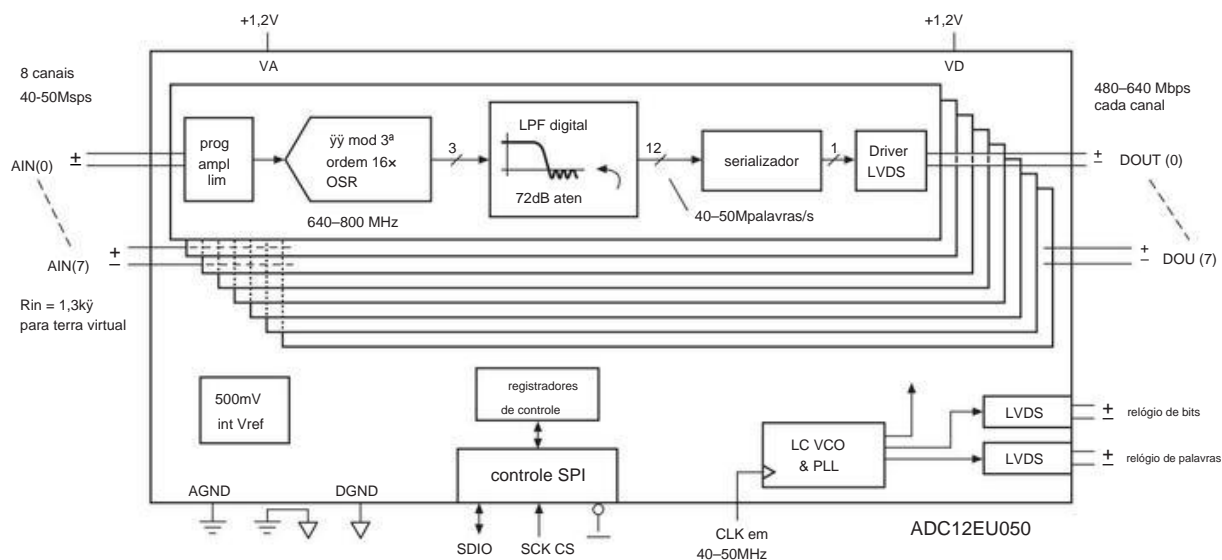 +1,2V
+1,2V
VA
VD
8 canais
40-50Msps
480–640 Mbps
cada canal
prog
ampl
lim
ÿÿ mod 3ª
ordem 16×
OSR
3
LPF digital
72dB aten
12
serializador
1
Driver
LVDS
AIN(0)
±
±
DOUT (0)
640–800 MHz
40–50Mpalavras/s
AIN(7)
±
±
DOU (7)
Rin = 1,3kÿ
para terra virtual
500mV
int Vref
registradores
de controle
controle SPI
LC VCO
& PLL
LVDS
±
relógio de bits
LVDS
±
relógio de palavras
AGND
DGND
SDIO
SCK CS
CLK em
40–50MHz
ADC12EU050